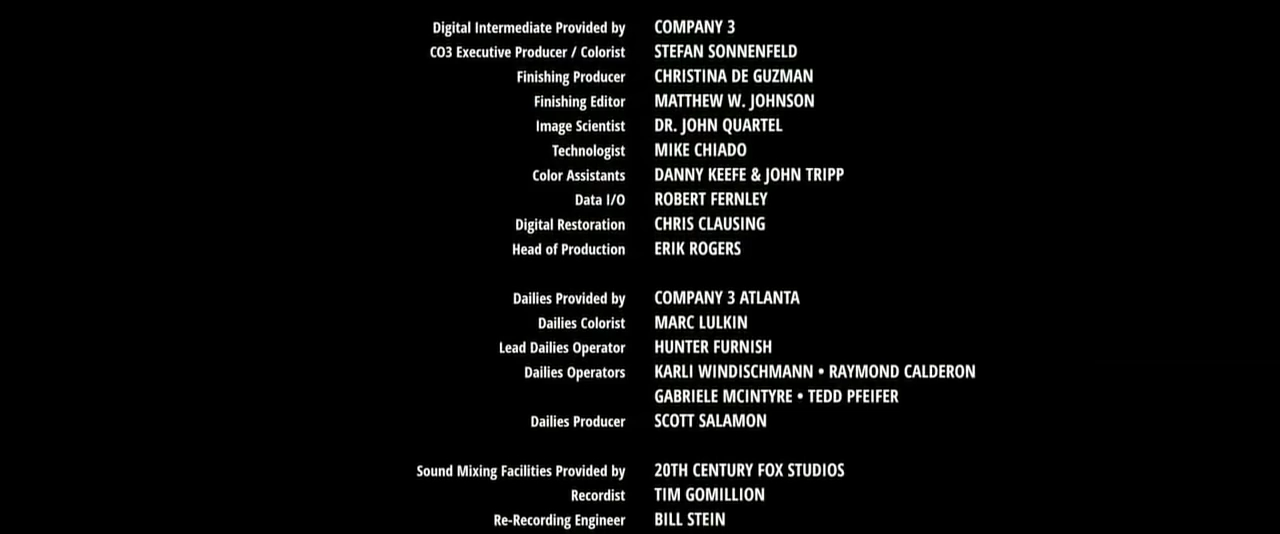 Digital Intermediate Provided by COMPANY 3
CO3 Executive Producer / Colorist STEFAN SONNENFELD
Finishing Producer CHRISTINA DE GUZMAN
Finishing Editor MATTHEW W. JOHNSON
Image Scientist DR. JOHN QUARTEL
Technologist MIKE CHIADO
Color Assistants DANNY KEEFE & JOHN TRIPP
Data I/O ROBERT FERNLEY
Digital Restoration CHRIS CLAUSING
Head of Production ERIK ROGERS
Dailies Provided by COMPANY 3 ATLANTA
Dailies Colorist MARC LULKIN
Lead Dailies Operator HUNTER FURNISH
Dailies Operators KARLI WINDISCHMANN • RAYMOND CALDERON
GABRIELE MCINTYRE • TEDD PFEIFER
Dailies Producer SCOTT SALAMON
Sound Mixing Facilities Provided by 20TH CENTURY FOX STUDIOS
Recordist TIM GOMILLION
Re-Recording Engineer BILL STEIN